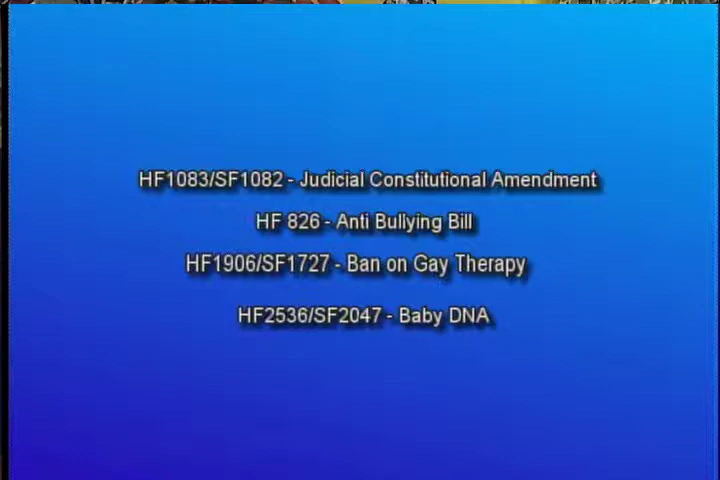 HF1083/SF1082 - Judicial Constitutional Amendment
HF 826 - Anti Bullying Bill
HF1906/SF1727 - Ban on Gay Therapy
HF2536/SF2047 - Baby DNA